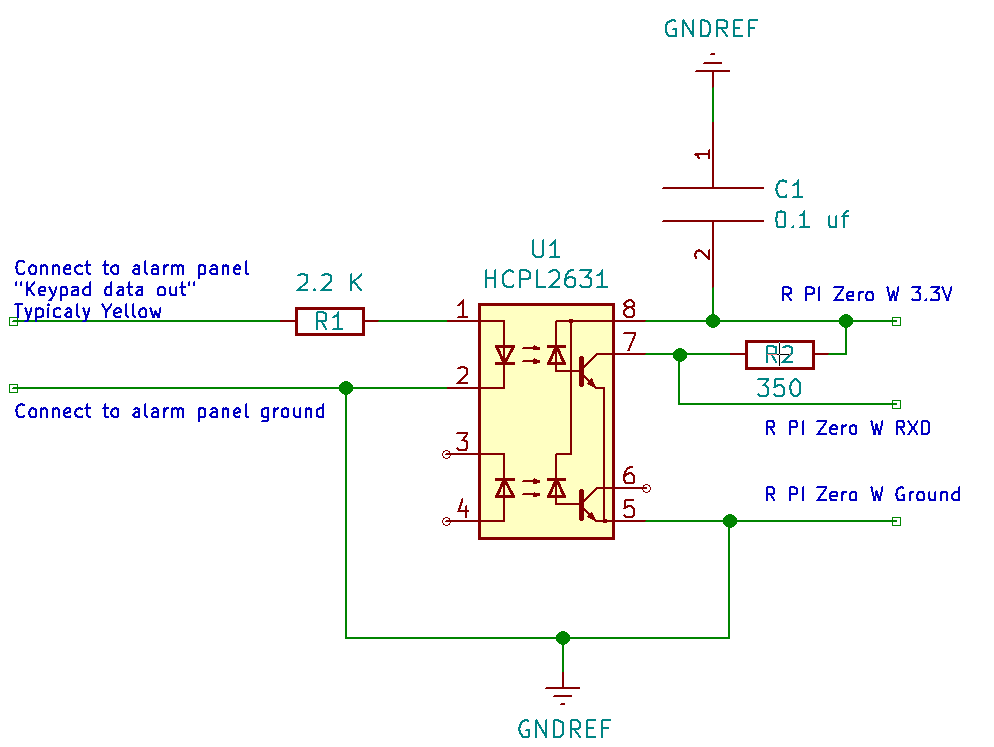 GNDREF
1
C1
0.1 uf
2
U1
HCPL2631
Connect to alarm panel
"Keypad data out"
Typicaly Yellow
2.2 K
R1
1
8
R PI Zero W 3.3V
7
R2
350
2
Connect to alarm panel ground
R PI Zero W RXD
3
6
4
5
R PI Zero W Ground
GNDREF